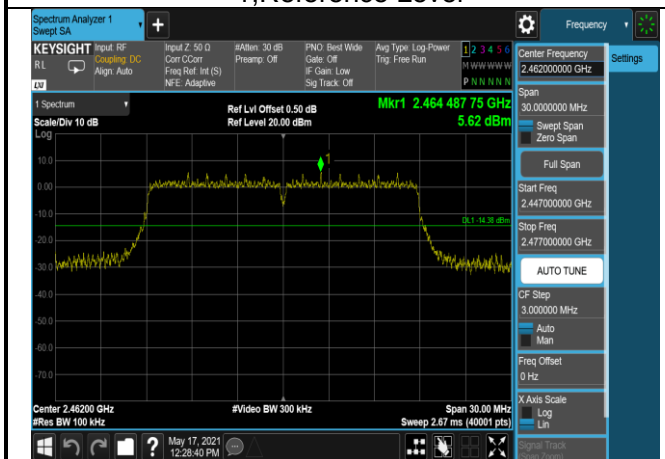 4,Reference Level
Spectrum Analyzer 1
Swept SA
Frequency
KEYSIGHT
RL
LXI
Input: RF
Coupling: DC
Align: Auto
Input Z: 50 Ω
Corr CCorr
Freq Ref: Int (S)
NFE: Adaptive
#Atten: 30 dB
Preamp: Off
PNO: Best Wide
Gate: Off
IF Gain: Low
Sig Track: Off
Avg Type: Log-Power
Trig: Free Run
1 2 3 4 5 6
M W W W W W
P N N N N N
1 Spectrum
Scale/Div 10 dB
Log
Ref Lvl Offset 0.50 dB
Ref Level 20.00 dBm
Mkr1 2.464 487 75 GHz
5.62 dBm
1
10.0
0.00
-10.0
-20.0
-30.0
-40.0
-50.0
-60.0
-70.0
DL1 -14.38 dBm
Center 2.46200 GHz
#Res BW 100 kHz
#Video BW 300 kHz
Span 30.00 MHz
Sweep 2.67 ms (40001 pts)
?
May 17, 2021
12:28:40 PM
Center Frequency
2.462000000 GHz
Settings
Span
30.0000000 MHz
Swept Span
Zero Span
Full Span
Start Freq
2.447000000 GHz
Stop Freq
2.477000000 GHz
AUTO TUNE
CF Step
3.000000 MHz
Auto
Man
Freq Offset
0 Hz
X Axis Scale
Log
Lin
Signal Track
(Span Zoom)